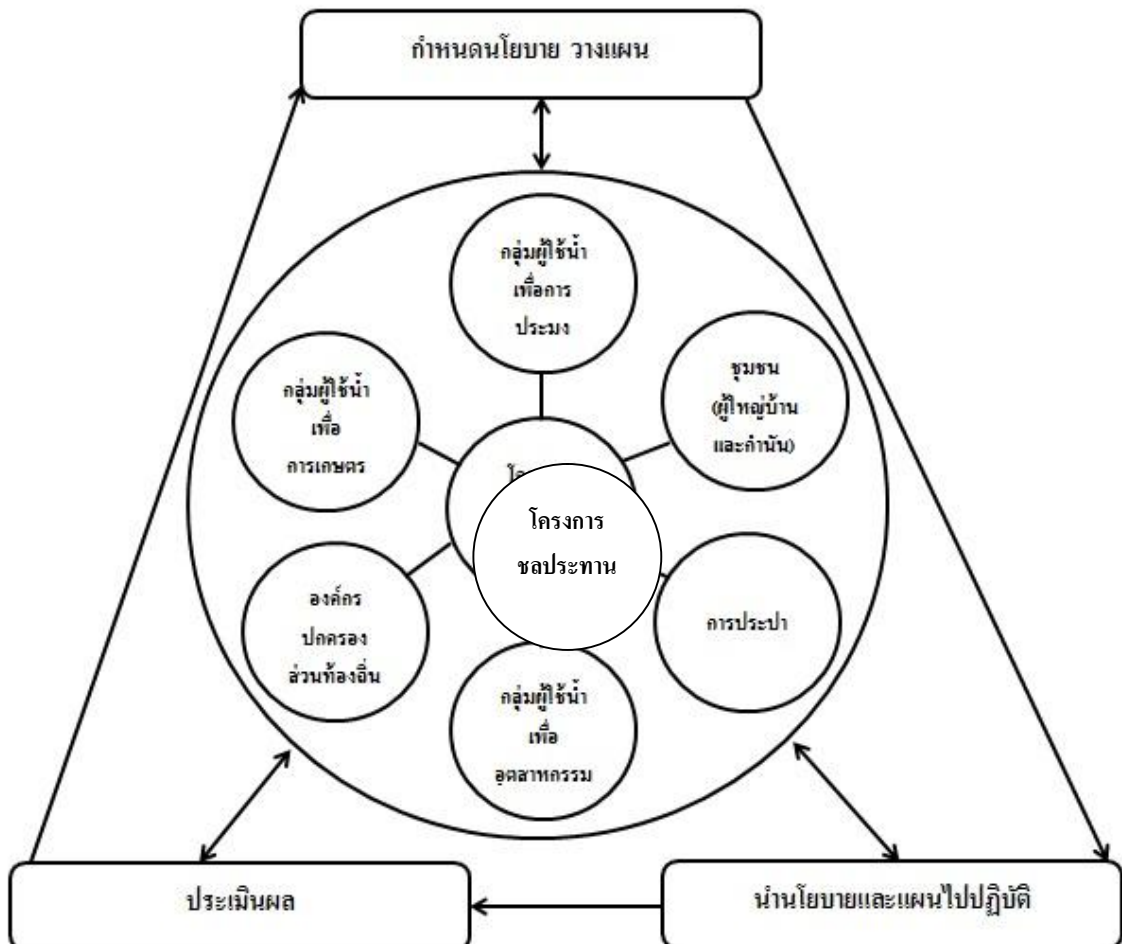 กำหนดนโยบาย วางแผน
กลุ่มผู้ใช้น้ำ
เพื่อการ
ประมง
ชุมชน
(ผู้ใหญ่บ้าน
และกำนัน)
กลุ่มผู้ใช้น้ำ
เพื่อ
การเกษตร
โครงการ
ชลประทาน
องค์กร
ปกครอง
ส่วนท้องถิ่น
การประปา
กลุ่มผู้ใช้น้ำ
เพื่อ
อุตสาหกรรม
ประเมินผล
นำนโยบายและแผนไปปฏิบัติ